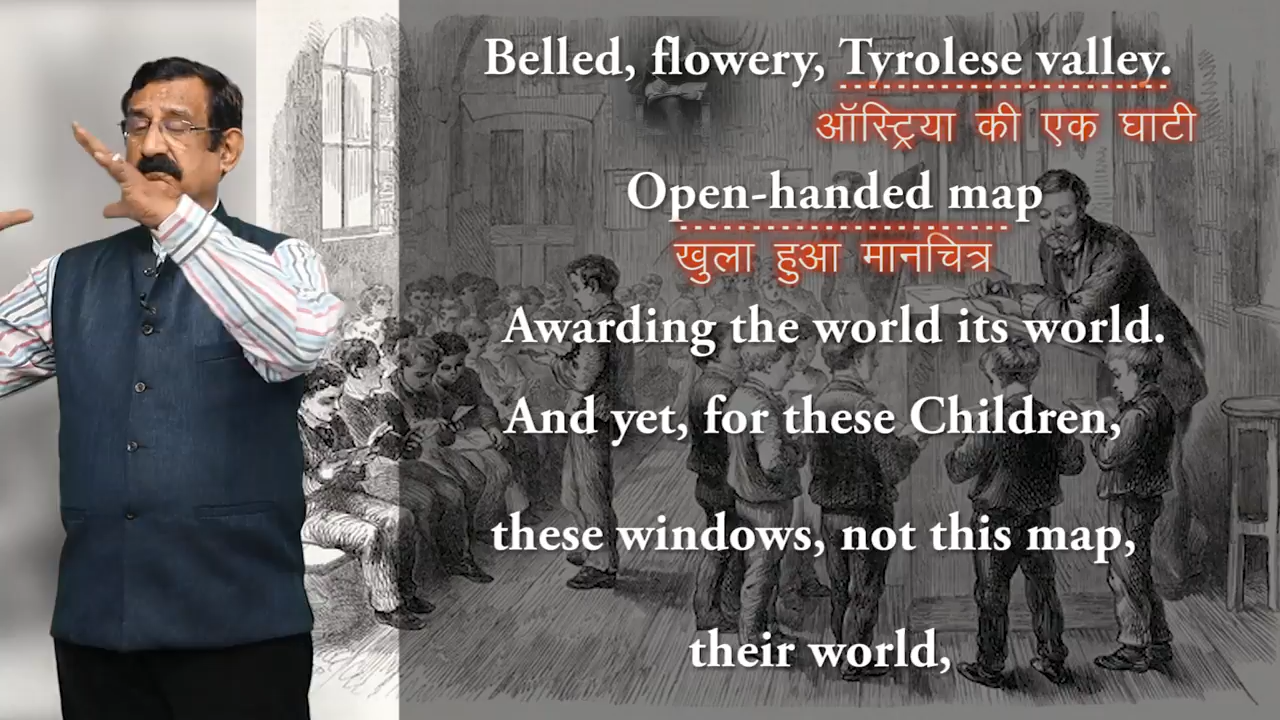 Belled, flowery, Tyrolese valley.
ऑस्ट्रिया की एक घाटी
Open-handed map
खुला हुआ मानचित्र
Awarding the world its world.
And yet, for these Children,
these windows, not this map,
their world,